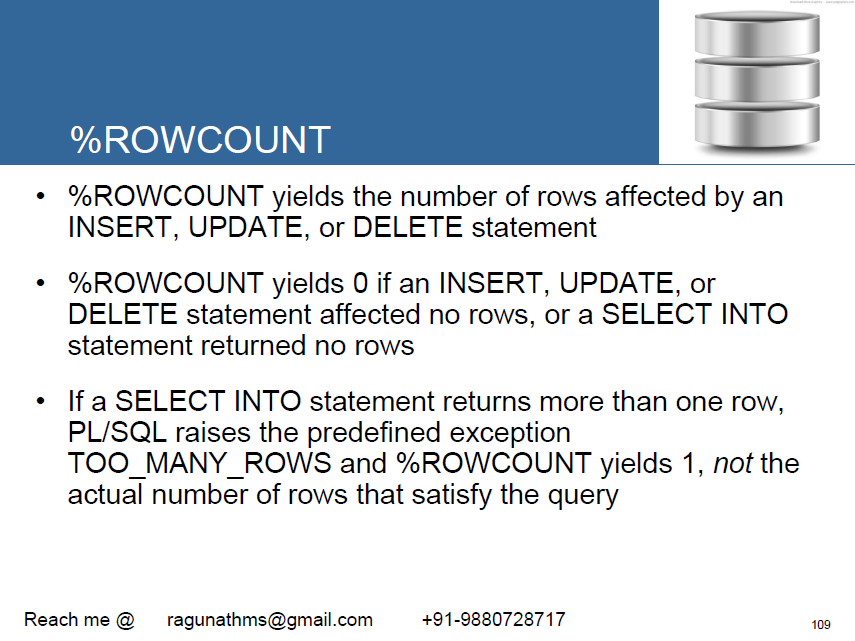 %ROWCOUNT
• %ROWCOUNT yields the number of rows affected by an
INSERT, UPDATE, or DELETE statement
• %ROWCOUNT yields 0 if an INSERT, UPDATE, or
DELETE statement affected no rows, or a SELECT INTO
statement returned no rows
• If a SELECT INTO statement returns more than one row,
PL/SQL raises the predefined exception
TOO_MANY_ROWS and %ROWCOUNT yields 1, not the
actual number of rows that satisfy the query
Reach me @ ragunathms@gmail.com +91-9880728717
109